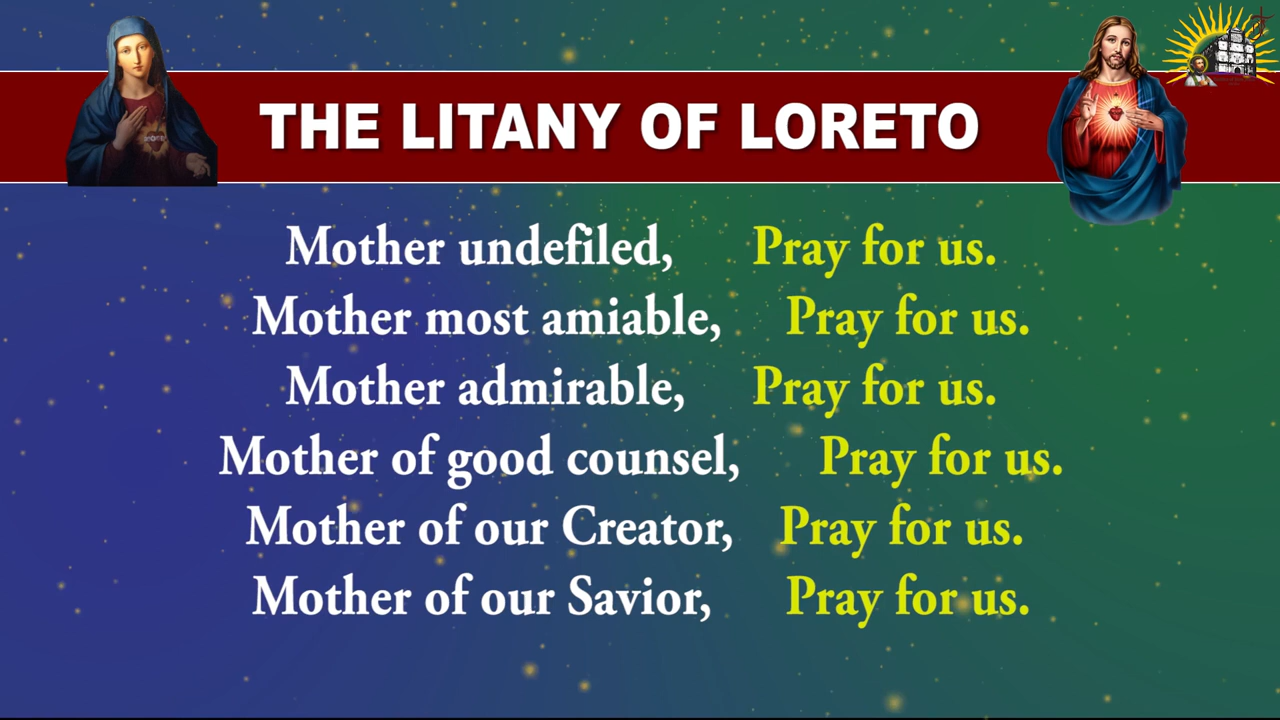 THE LITANY OF LORETO
Mother undefiled, Pray for us.
Mother most amiable, Pray for us.
Mother admirable, Pray for us.
Mother of good counsel, Pray for us.
Mother of our Creator, Pray for us.
Mother of our Savior, Pray for us.